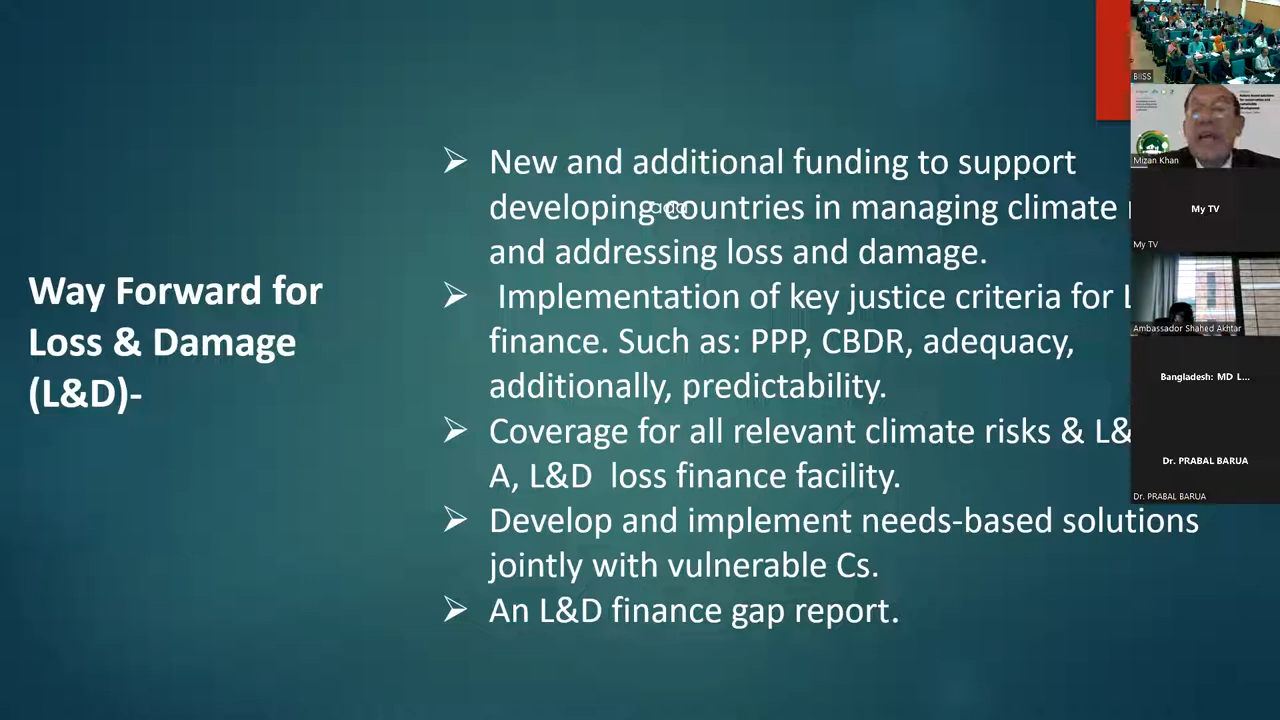 Way Forward for
Loss & Damage
(L&D)-
➢ New and additional funding to support
developing countries in managing climate
and addressing loss and damage.
➢ Implementation of key justice criteria for
finance. Such as: PPP, CBDR, adequacy,
additionally, predictability.
➢ Coverage for all relevant climate risks & L&
A, L&D loss finance facility.
➢ Develop and implement needs-based solutions
jointly with vulnerable Cs.
➢ An L&D finance gap report.
BIISS
Mizan Khan
My TV
My TV
Ambassador Shahed Akhtar
Bangladesh: MD L...
Dr. PRABAL BARUA
Dr. PRABAL BARUA